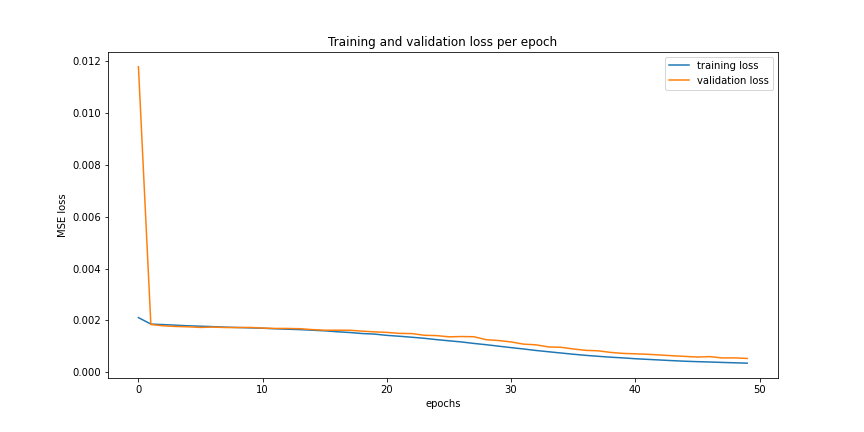 Training and validation loss per epoch
training loss
validation loss
0.012
0.010
0.008
0.006
0.004
0.002
0.000
MSE loss
0 10 20 30 40 50
epochs